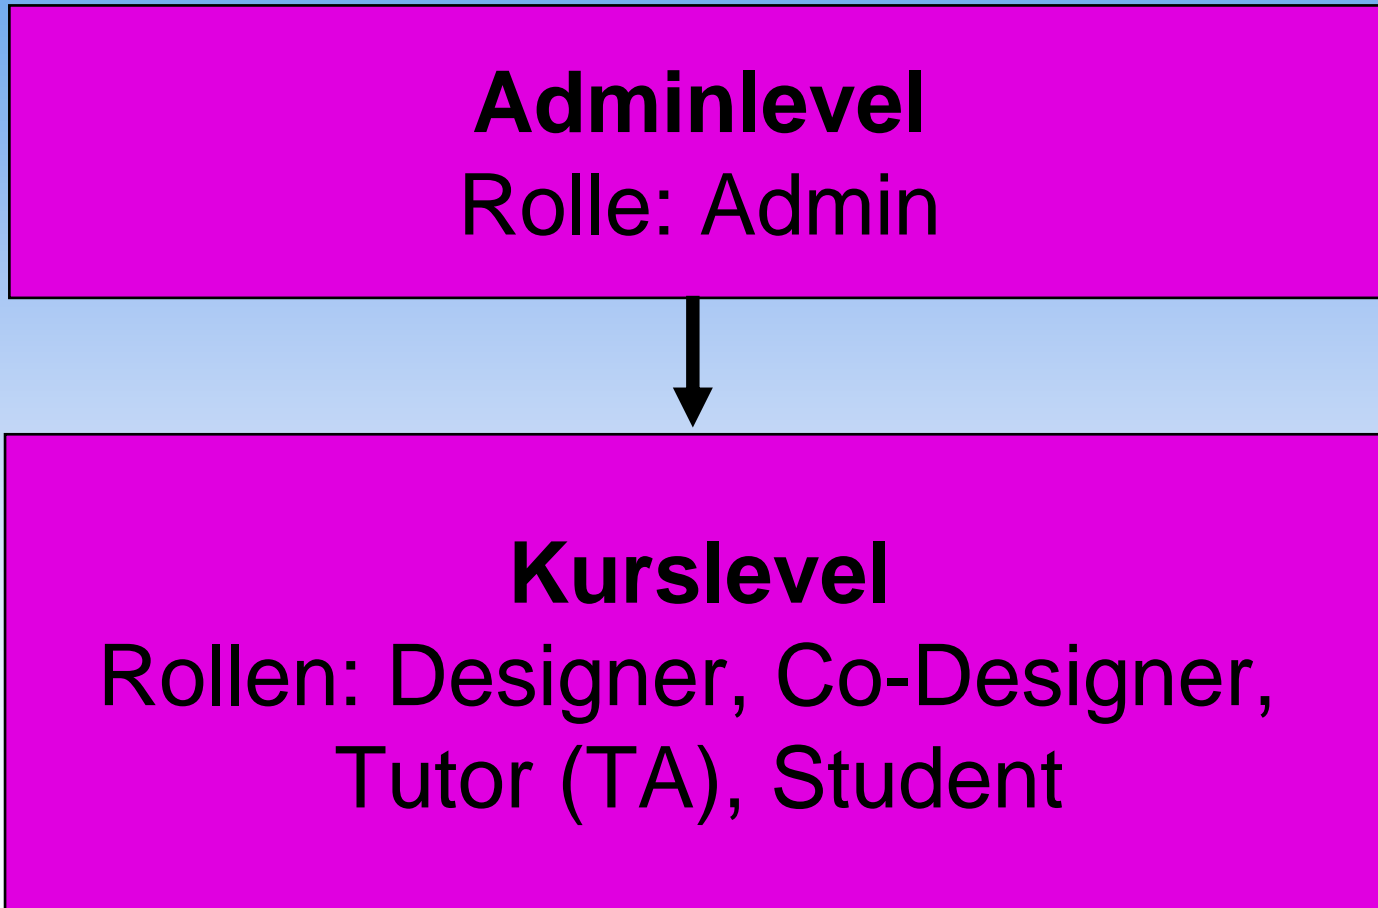 Adminlevel
Rolle: Admin
Kurslevel
Rollen: Designer, Co-Designer,
Tutor (TA), Student